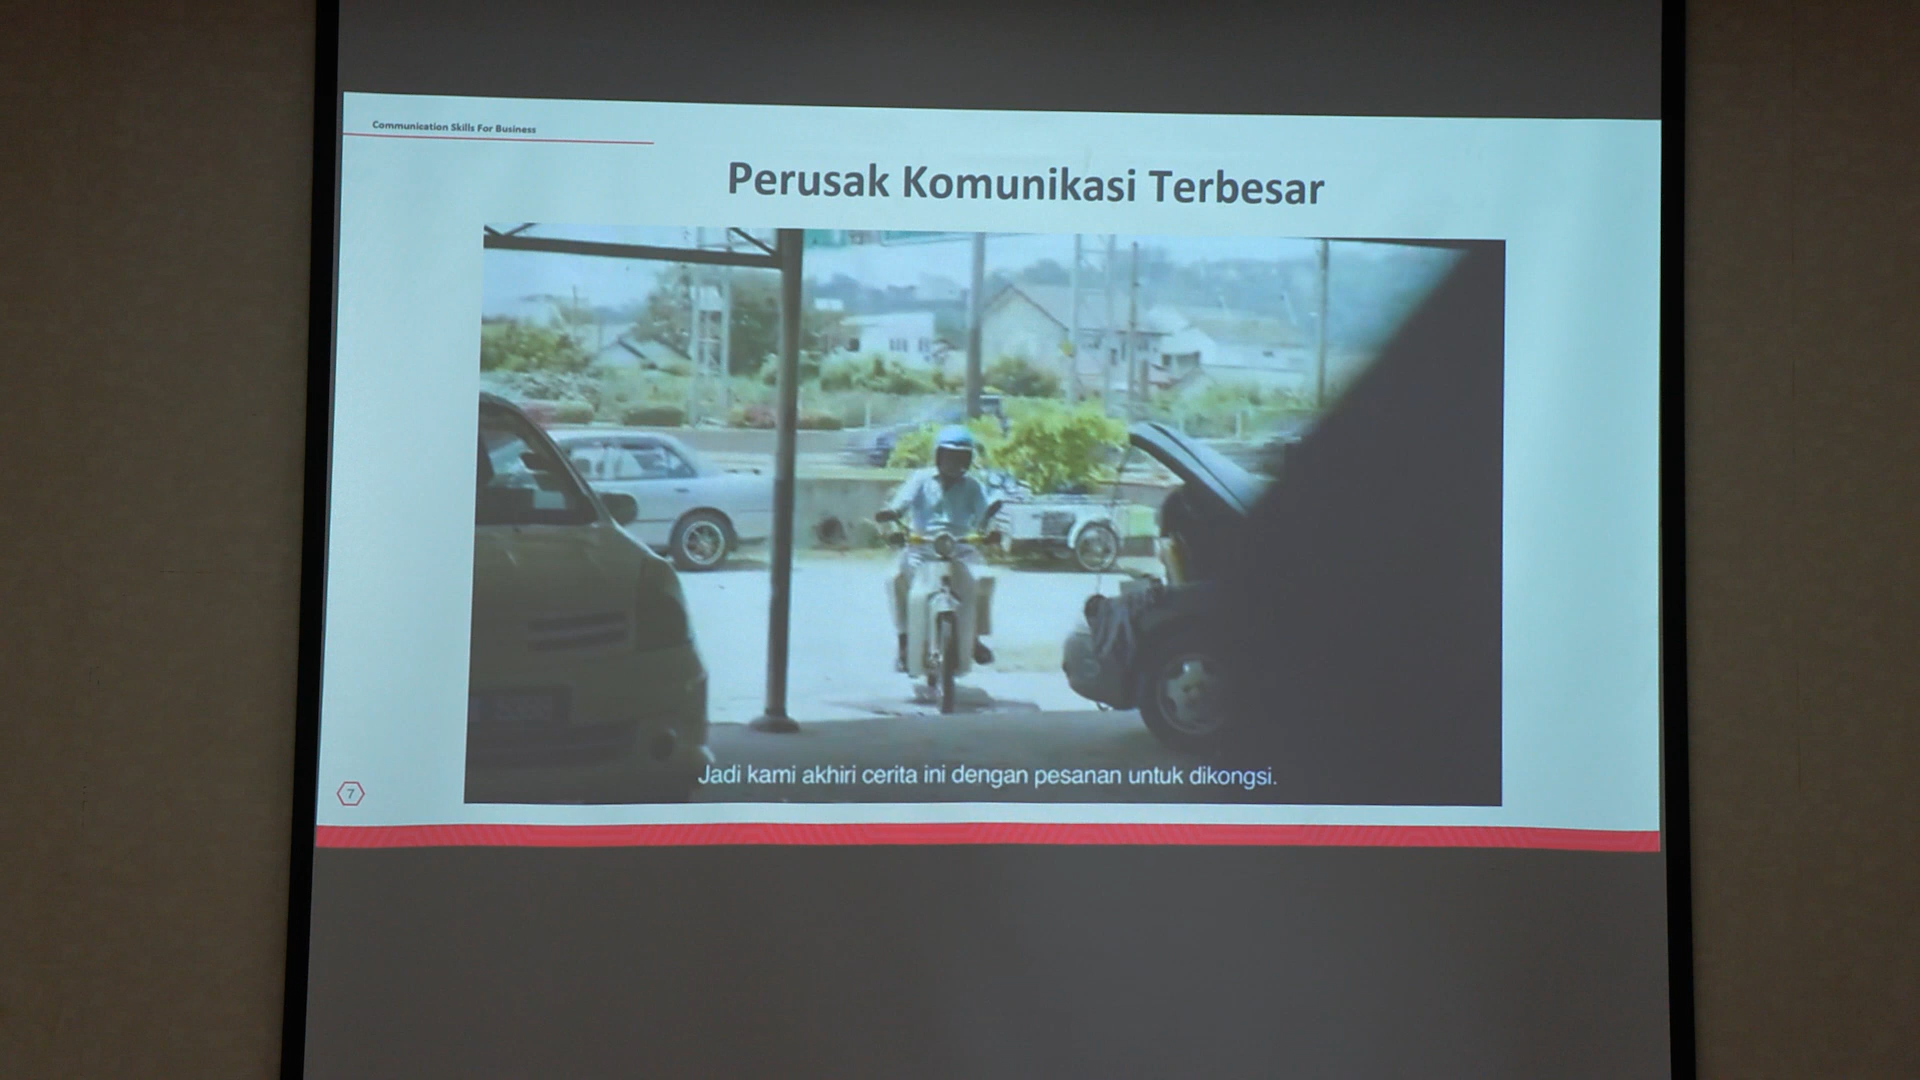 Communication Skills For Business
Perusak Komunikasi Terbesar
Jadi kami akhiri cerita ini dengan pesanan untuk dikongsi.
7